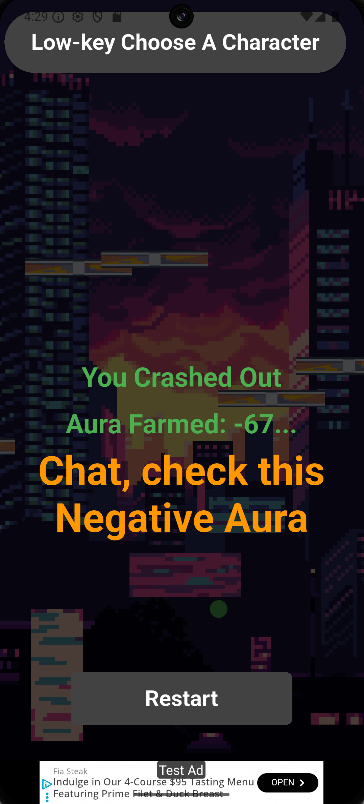 4:29
Low-key Choose A Character
You Crashed Out
Aura Farmed: -67...
Chat, check this
Negative Aura
Restart
Test Ad
Fia Steak
Indulge in Our 4-Course $95 Tasting Menu
Featuring Prime Filet & Duck Breast
OPEN